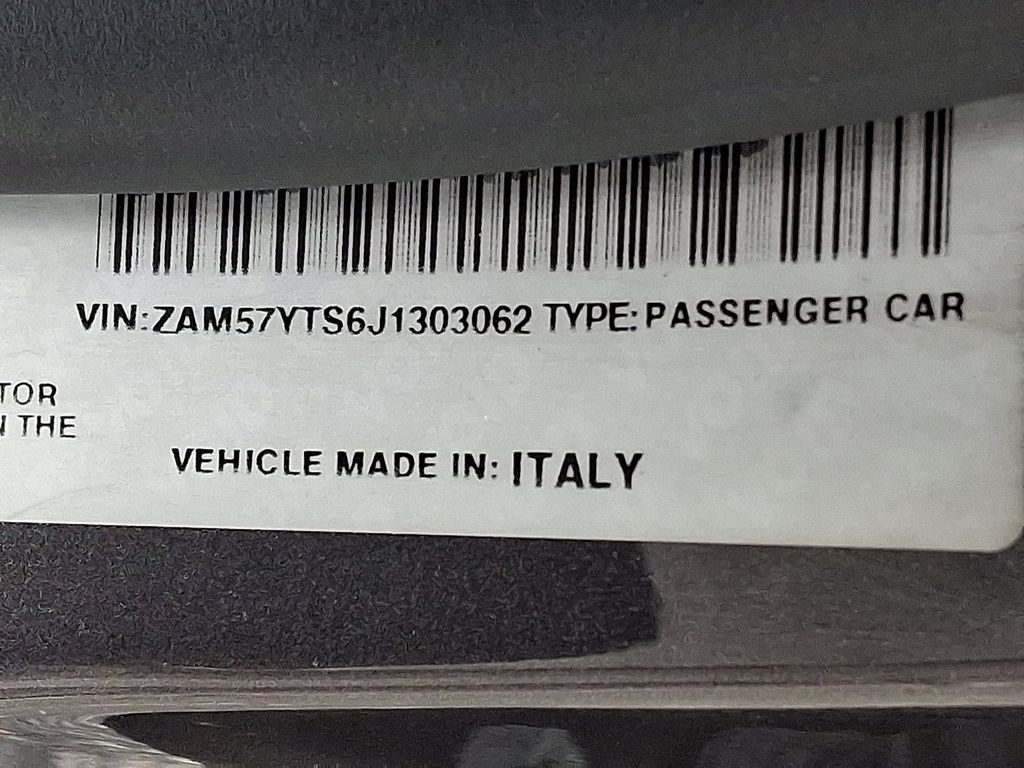 VIN:ZAM57YTS6J1303062 TYPE:PASSENGER CAR
TOR
THE
VEHICLE MADE IN: ITALY